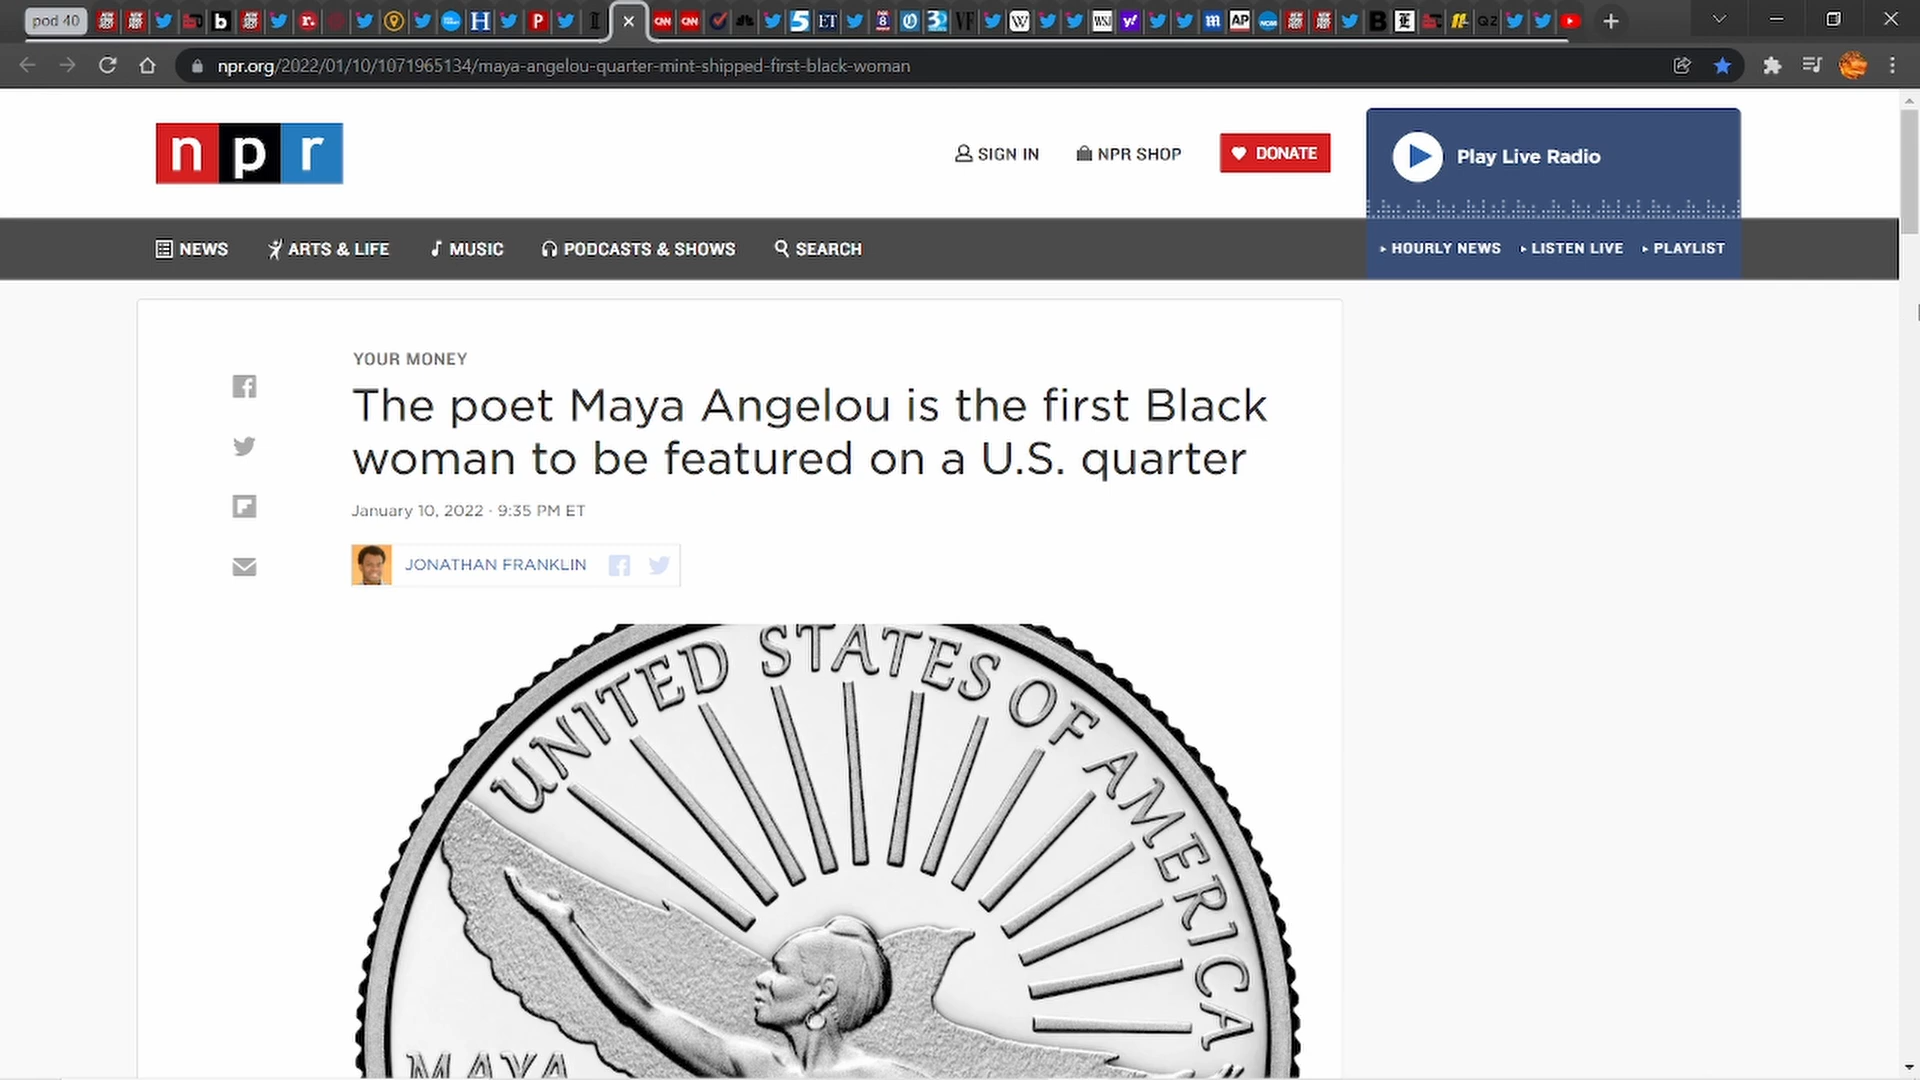 pod 40
npr.org/2022/01/10/1071965134/maya-angelou-quarter-mint-shipped-first-black-woman
npr
SIGN IN
NPR SHOP
DONATE
Play Live Radio
NEWS
ARTS & LIFE
MUSIC
PODCASTS & SHOWS
SEARCH
HOURLY NEWS
LISTEN LIVE
PLAYLIST
YOUR MONEY
The poet Maya Angelou is the first Black
woman to be featured on a U.S. quarter
January 10, 2022 · 9:35 PM ET
JONATHAN FRANKLIN
UNITED STATES OF AMERICA
MAYA